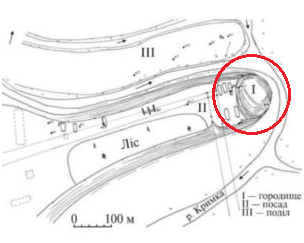 III
I
II
Ліс
р. Кримка
I — городище
II — посад
III — поділ
0 100 м